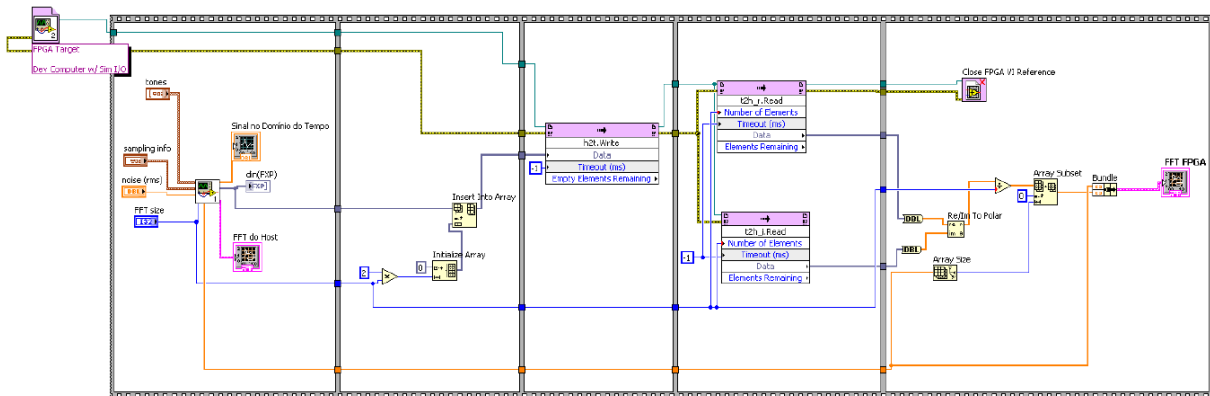 FPGA Target
Dev Computer w/ Sim I/O
tones
Sinal no Domínio do Tempo
sampling info
din(FXP)
FXP
noise (rms)
DBL
FFT size
I32
FFT do Host
Insert Into Array
Initialize Array
2
0
h2t.Write
Data
Timeout (ms)
Empty Elements Remaining
-1
t2h_r.Read
Number of Elements
Timeout (ms)
Data
Elements Remaining
t2h_i.Read
Number of Elements
Timeout (ms)
Data
Elements Remaining
-1
Close FPGA VI Reference
Array Subset
Bundle
FFT FPGA
0
DBL
Re/Im To Polar
DBL
Array Size